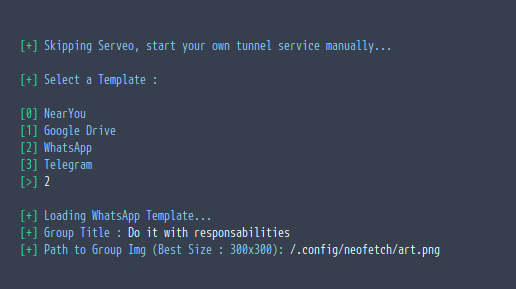 [+] Skipping Serveo, start your own tunnel service manually...
[+] Select a Template :
[0] NearYou
[1] Google Drive
[2] WhatsApp
[3] Telegram
[>] 2
[+] Loading WhatsApp Template...
[+] Group Title : Do it with responsabilities
[+] Path to Group Img (Best Size : 300x300): /.config/neofetch/art.png